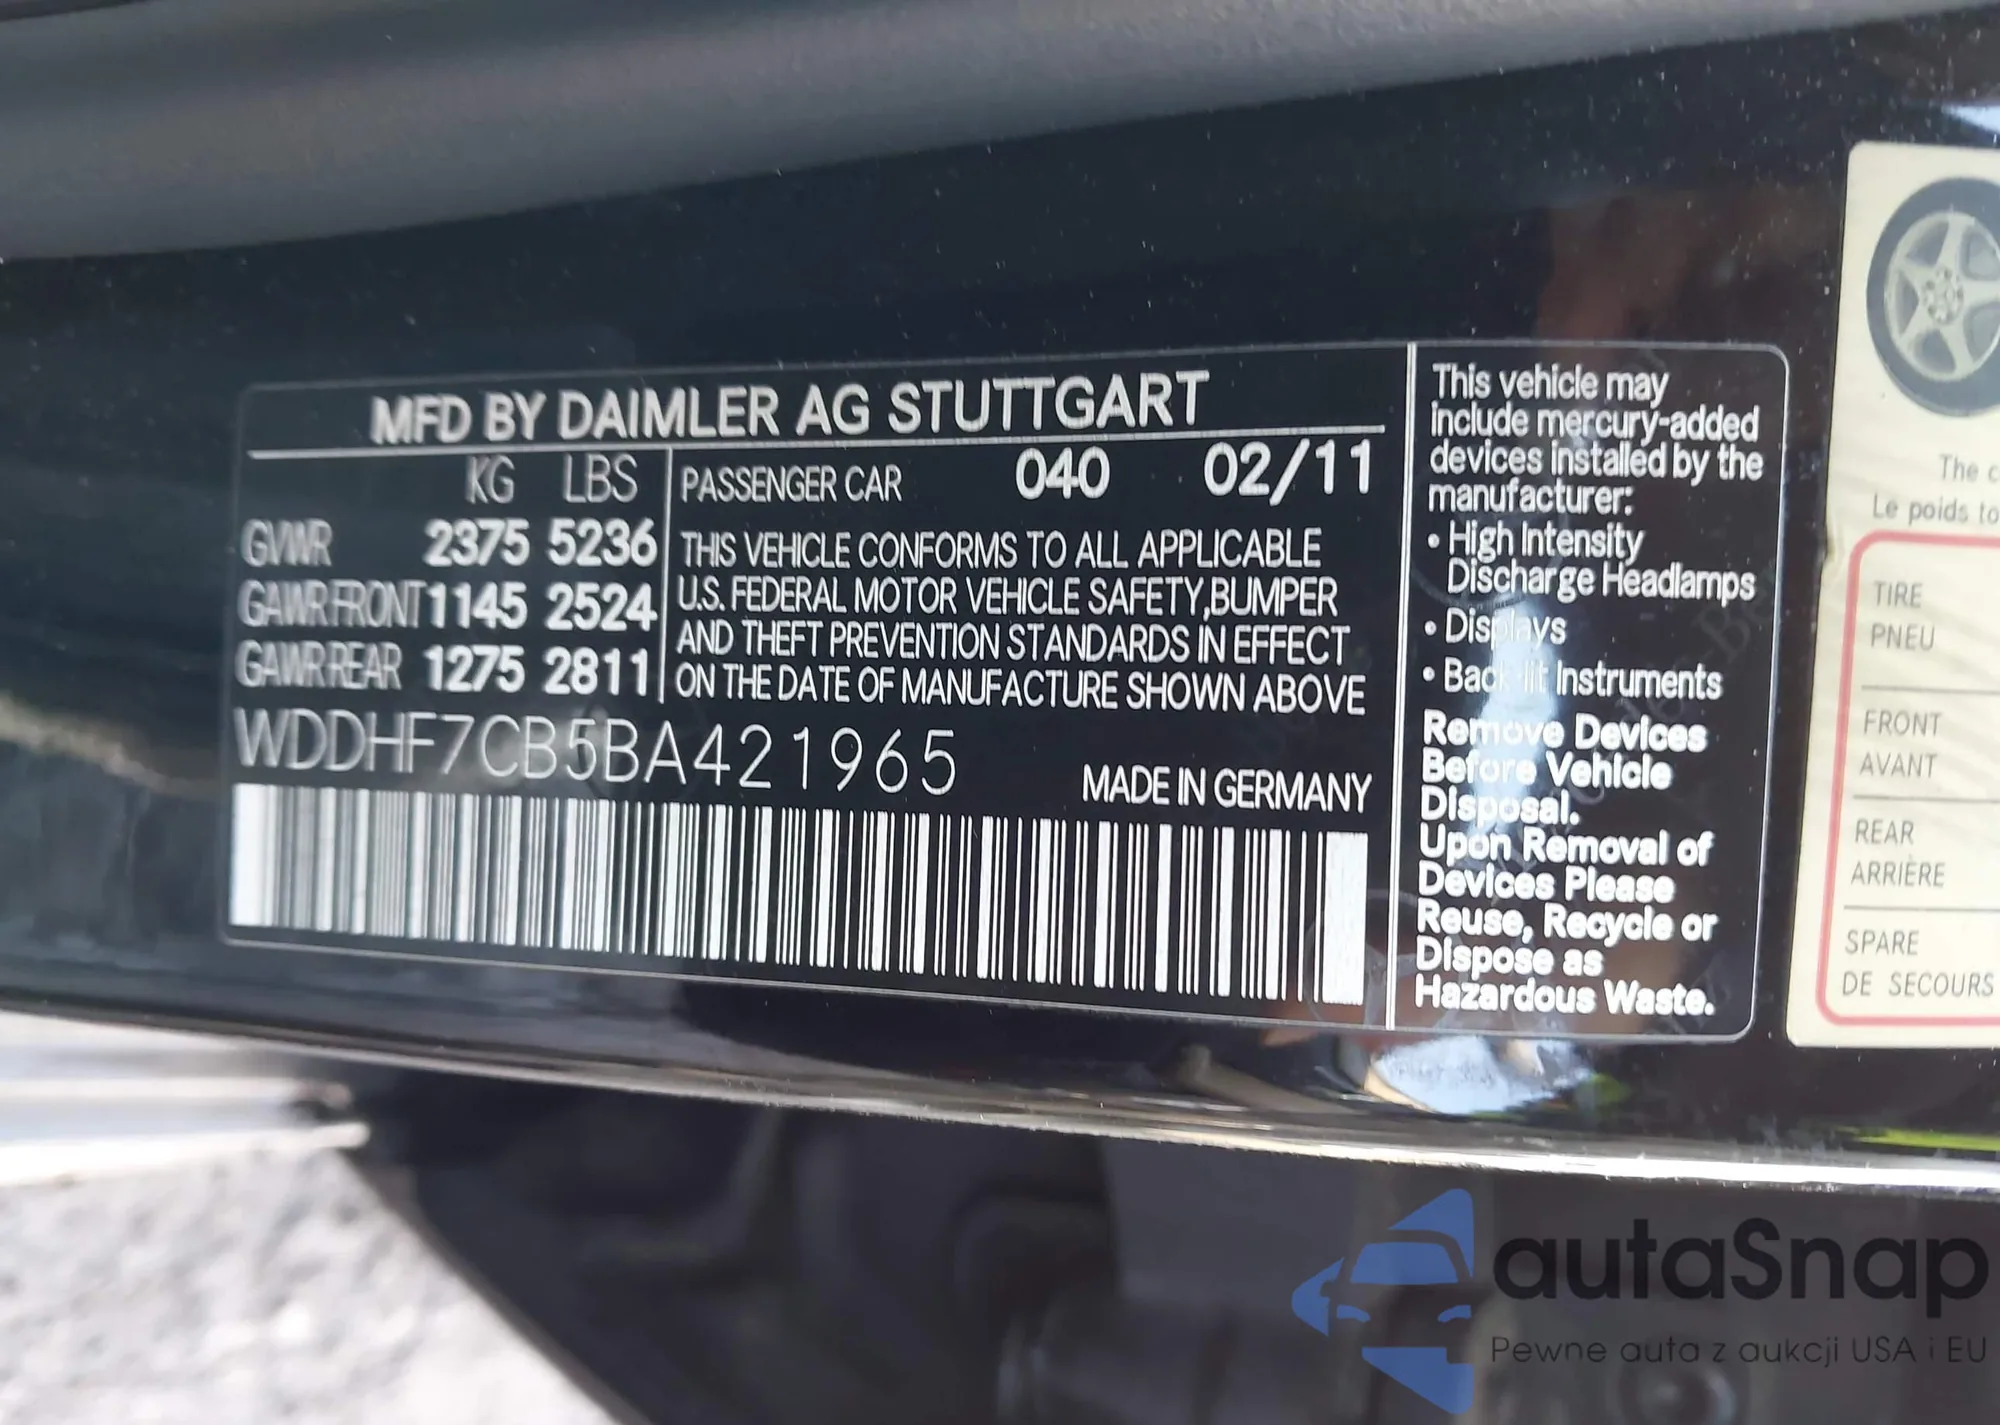 MFD BY DAIMLER AG STUTTGART
KG LBS
GVWR 2375 5236
GAWR FRONT 1145 2524
GAWR REAR 1275 2811
PASSENGER CAR 040 02/11
THIS VEHICLE CONFORMS TO ALL APPLICABLE
U.S. FEDERAL MOTOR VEHICLE SAFETY,BUMPER
AND THEFT PREVENTION STANDARDS IN EFFECT
ON THE DATE OF MANUFACTURE SHOWN ABOVE
WDDHF7CB5BA421965
MADE IN GERMANY
This vehicle may
include mercury-added
devices installed by the
manufacturer:
• High Intensity
Discharge Headlamps
• Displays
• Back lit Instruments
Remove Devices
Before Vehicle
Disposal.
Upon Removal of
Devices Please
Reuse, Recycle or
Dispose as
Hazardous Waste.
The
Le poids
TIRE
PNEU
FRONT
AVANT
REAR
ARRIÈRE
SPARE
DE SECOURS
autaSnap
Pewne auta z aukcji USA i EU